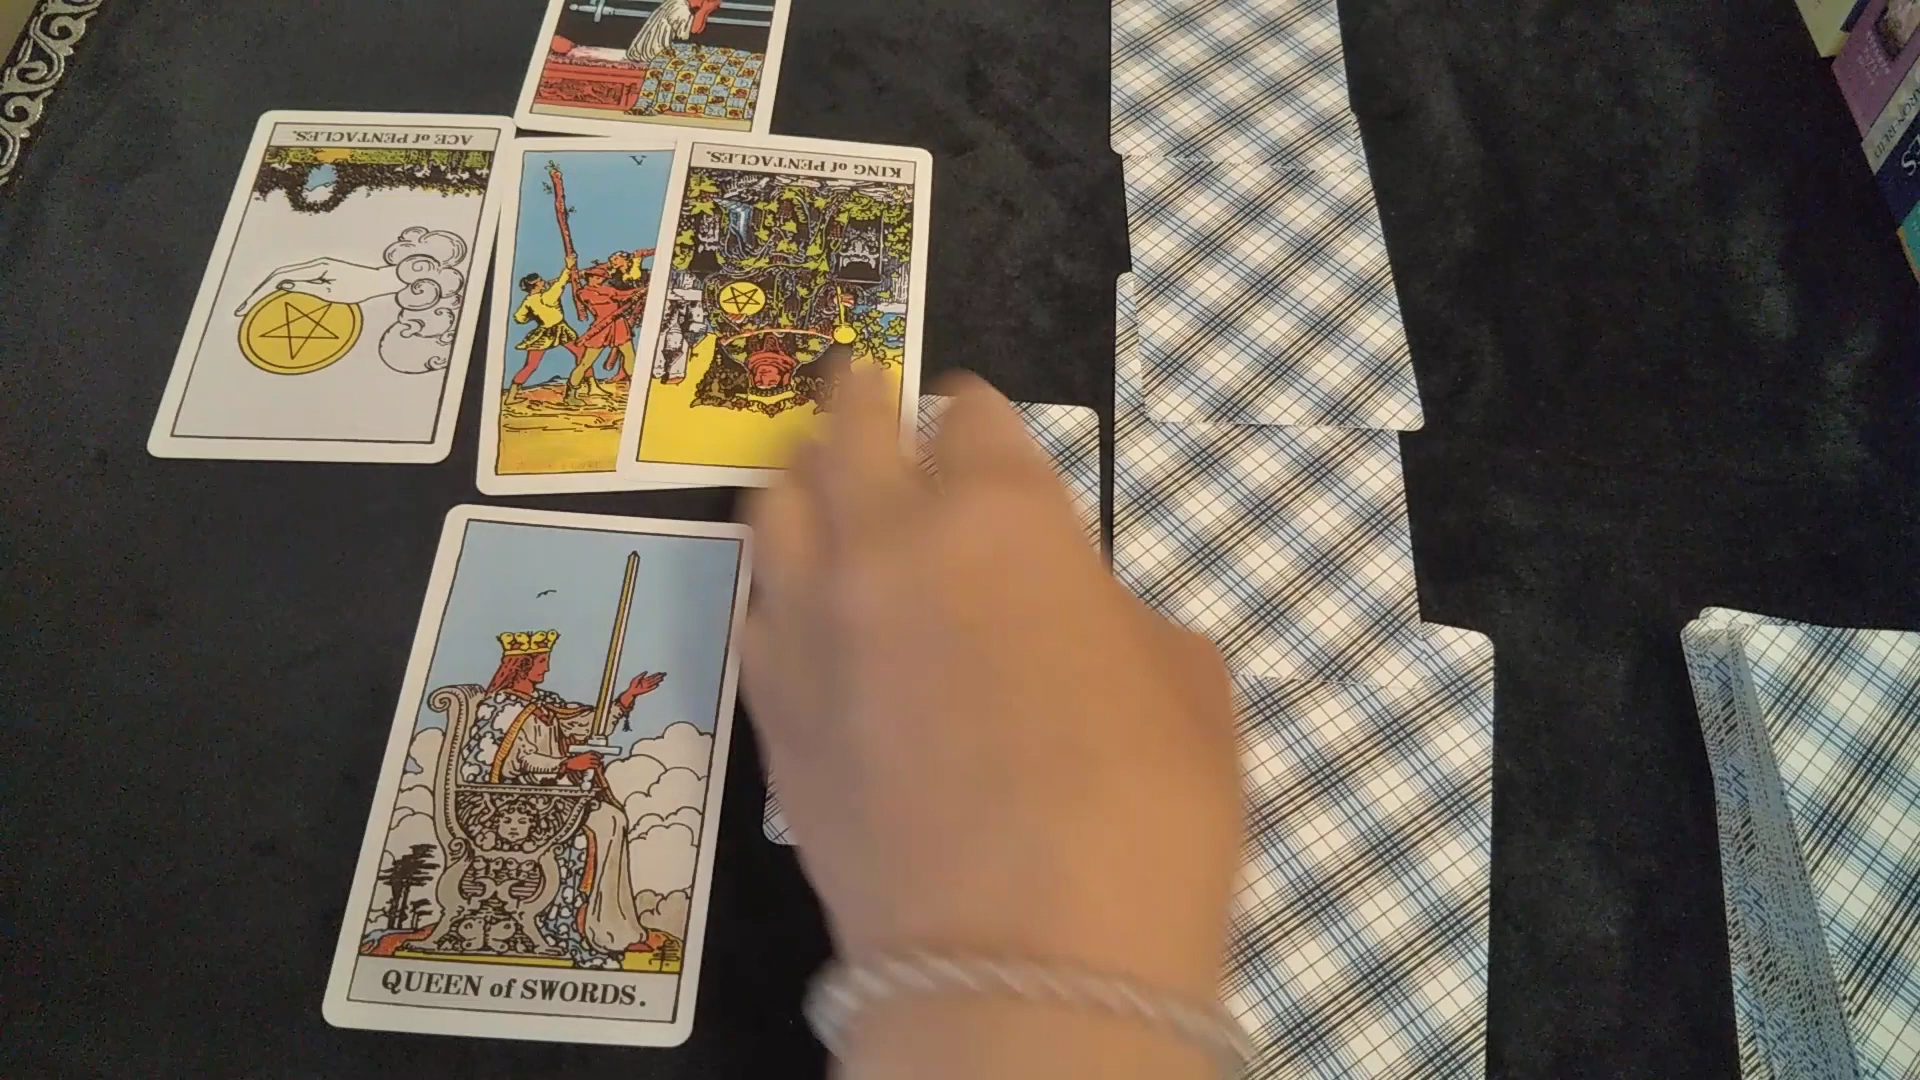 ACE of PENTACLES.
V
KING of PENTACLES.
QUEEN of SWORDS.